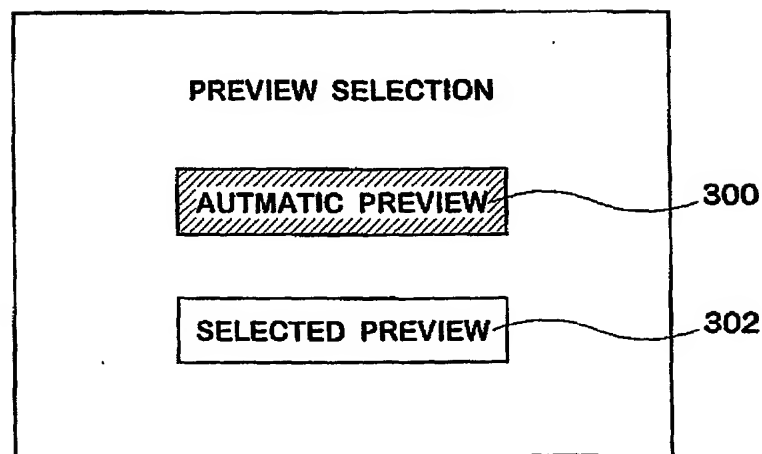 PREVIEW SELECTION
AUTMATIC PREVIEW
300
SELECTED PREVIEW
302